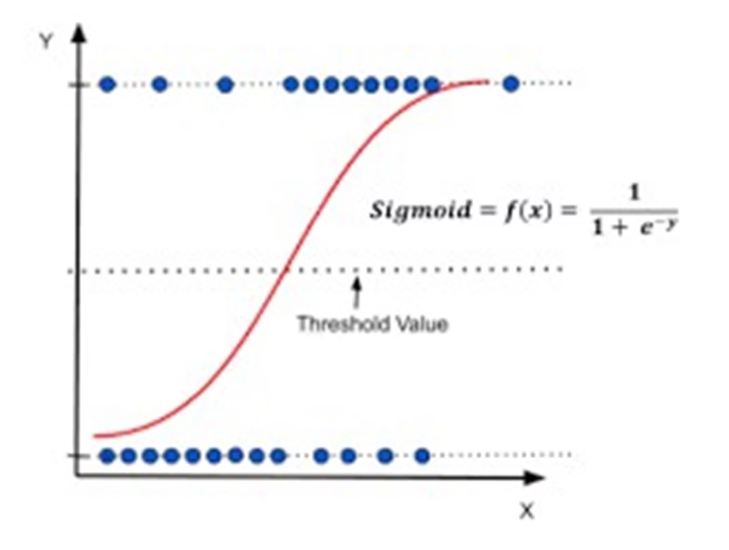 Y
Sigmoid = f(x) = 1 / 1 + e^-y
Threshold Value
X